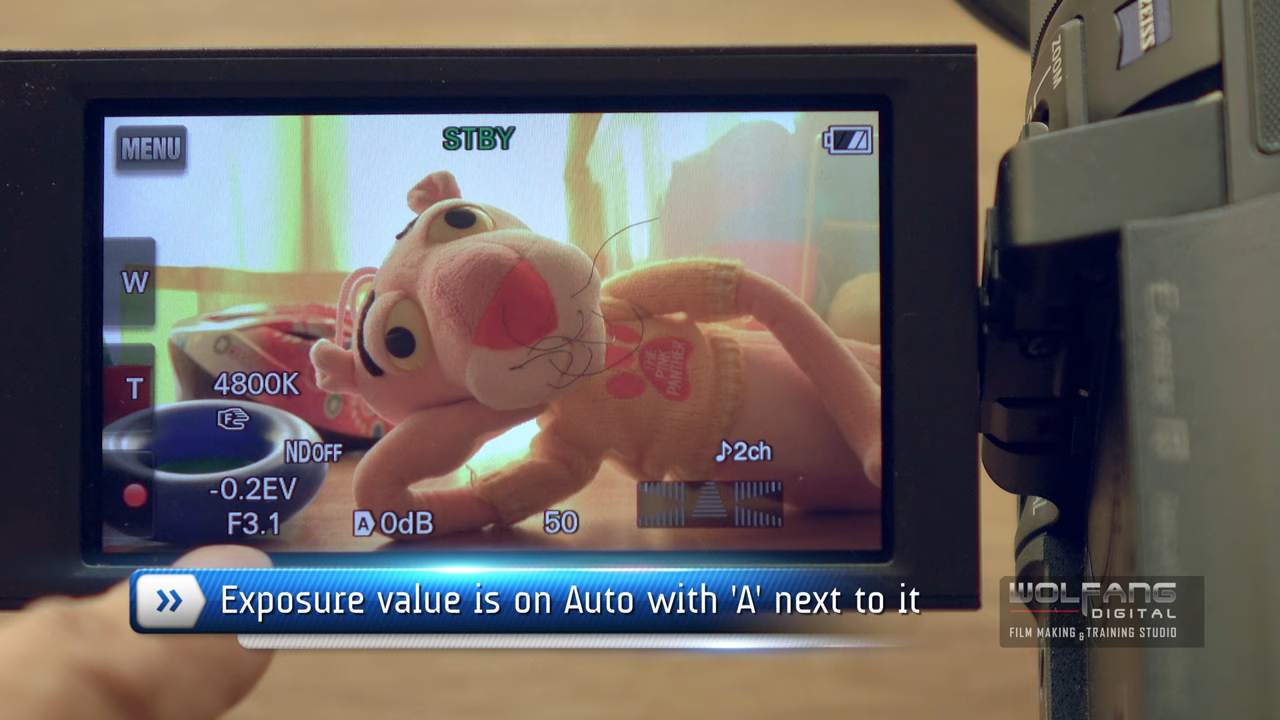 STBY
MENU
W
T
4800K
F
NDOFF
-0.2EV
F3.1
A 0dB
50
♪2ch
THE
PINK
PANTHER
ZEISS
ZOOM
Exposure value is on Auto with 'A' next to it
WOLFANG
DIGITAL
FILM MAKING & TRAINING STUDIO